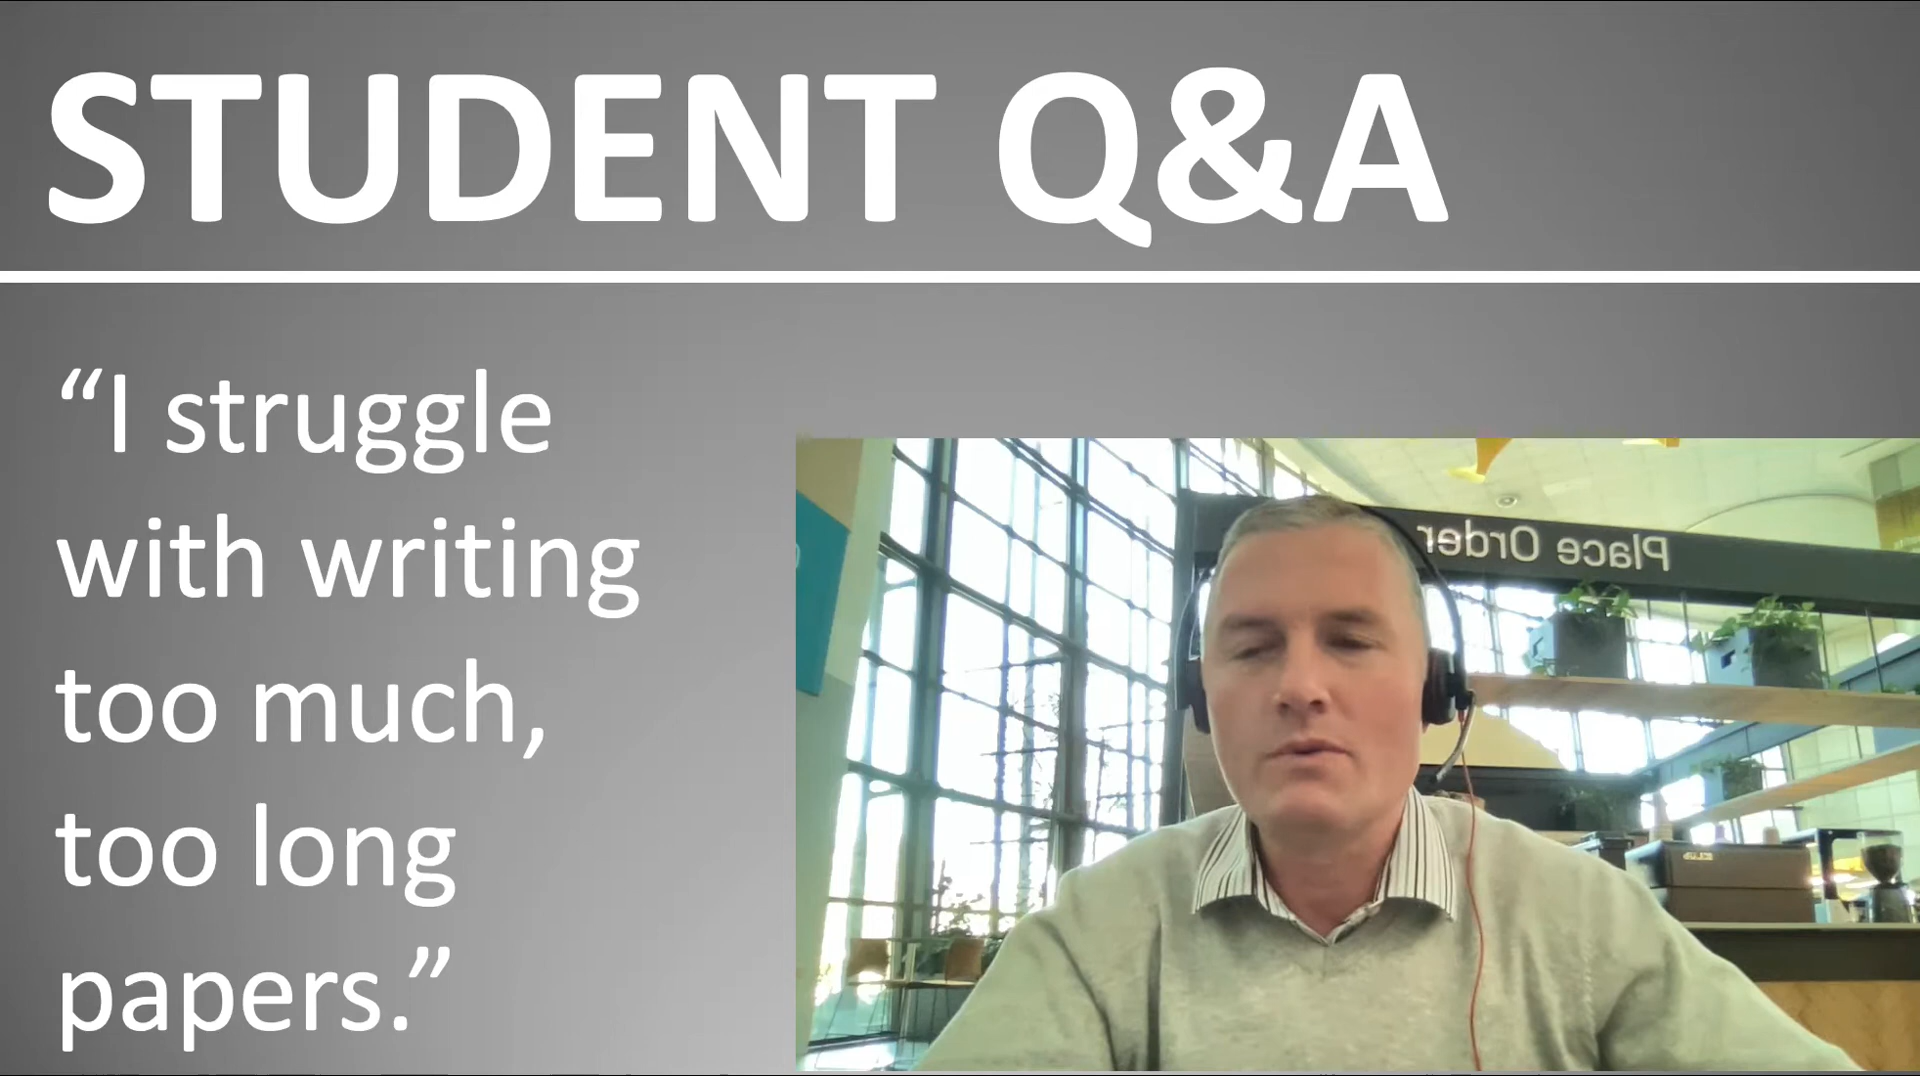 STUDENT Q&A
“I struggle
with writing
too much,
too long
papers.”
Place Order